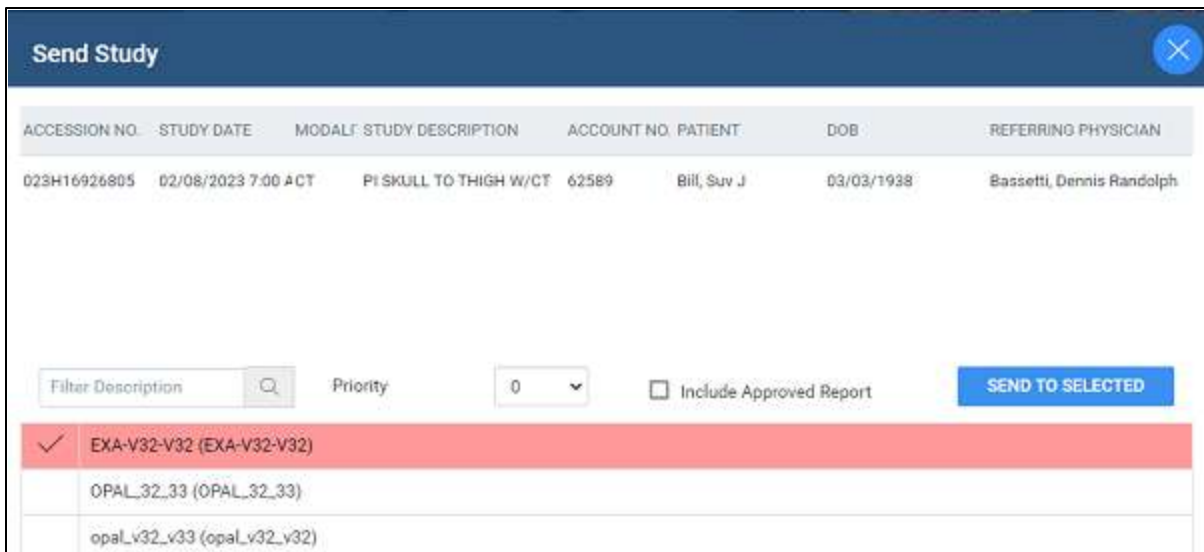 Send Study
ACCESSION NO. STUDY DATE MODALI STUDY DESCRIPTION ACCOUNT NO. PATIENT DOB REFERRING PHYSICIAN
023H16926805 02/08/2023 7:00 A CT PI SKULL TO THIGH W/CT 62589 Bill, Suv J 03/03/1938 Bassetti, Dennis Randolph
Filter Description Priority 0 Include Approved Report SEND TO SELECTED
EXA-V32-V32 (EXA-V32-V32)
OPAL_32_33 (OPAL_32_33)
opal_v32_v33 (opal_v32_v32)